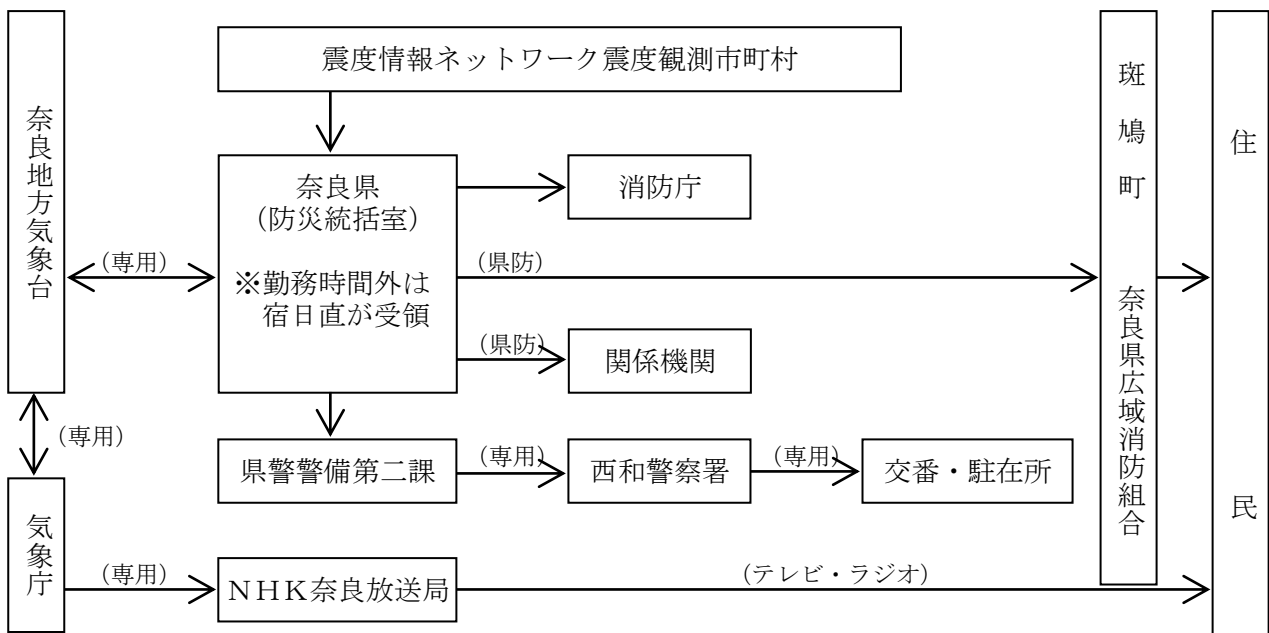 震度情報ネットワーク震度観測市町村
奈良地方気象台
奈良県
(防災統括室)
※勤務時間外は
宿日直が受領
消防庁
(専用)
(県防)
(県防)
関係機関
斑鳩町　奈良県広域消防組合
住民
(専用)
県警警備第二課
(専用)
西和警察署
(専用)
交番・駐在所
気象庁
(専用)
ＮＨＫ奈良放送局
(テレビ・ラジオ)